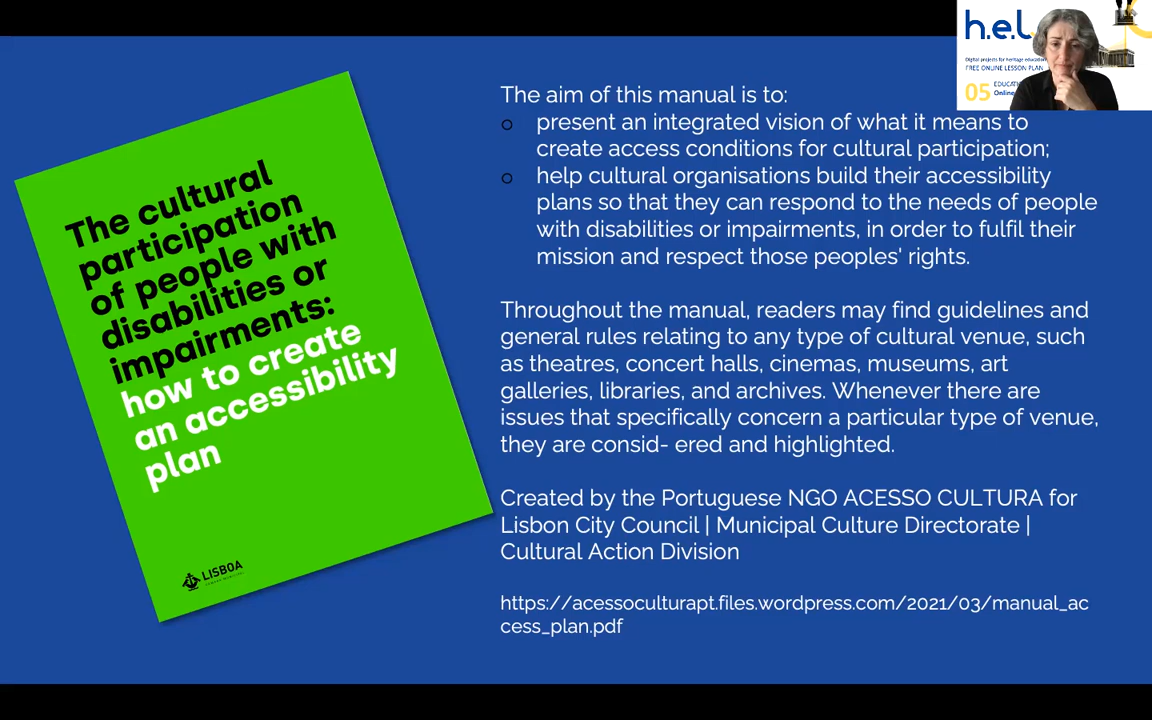 The cultural
participation
of people with
disabilities or
impairments:
how to create
an accessibility
plan
LISBOA
The aim of this manual is to:
present an integrated vision of what it means to
create access conditions for cultural participation;
help cultural organisations build their accessibility
plans so that they can respond to the needs of people
with disabilities or impairments, in order to fulfil their
mission and respect those peoples' rights.
Throughout the manual, readers may find guidelines and
general rules relating to any type of cultural venue, such
as theatres, concert halls, cinemas, museums, art
galleries, libraries, and archives. Whenever there are
issues that specifically concern a particular type of venue,
they are consid- ered and highlighted.
Created by the Portuguese NGO ACESSO CULTURA for
Lisbon City Council | Municipal Culture Directorate |
Cultural Action Division
https://acessoculturapt.files.wordpress.com/2021/03/manual_ac
cess_plan.pdf
h.e.l
Digital projects for heritage education
FREE ONLINE LESSON PLAN
05
Online